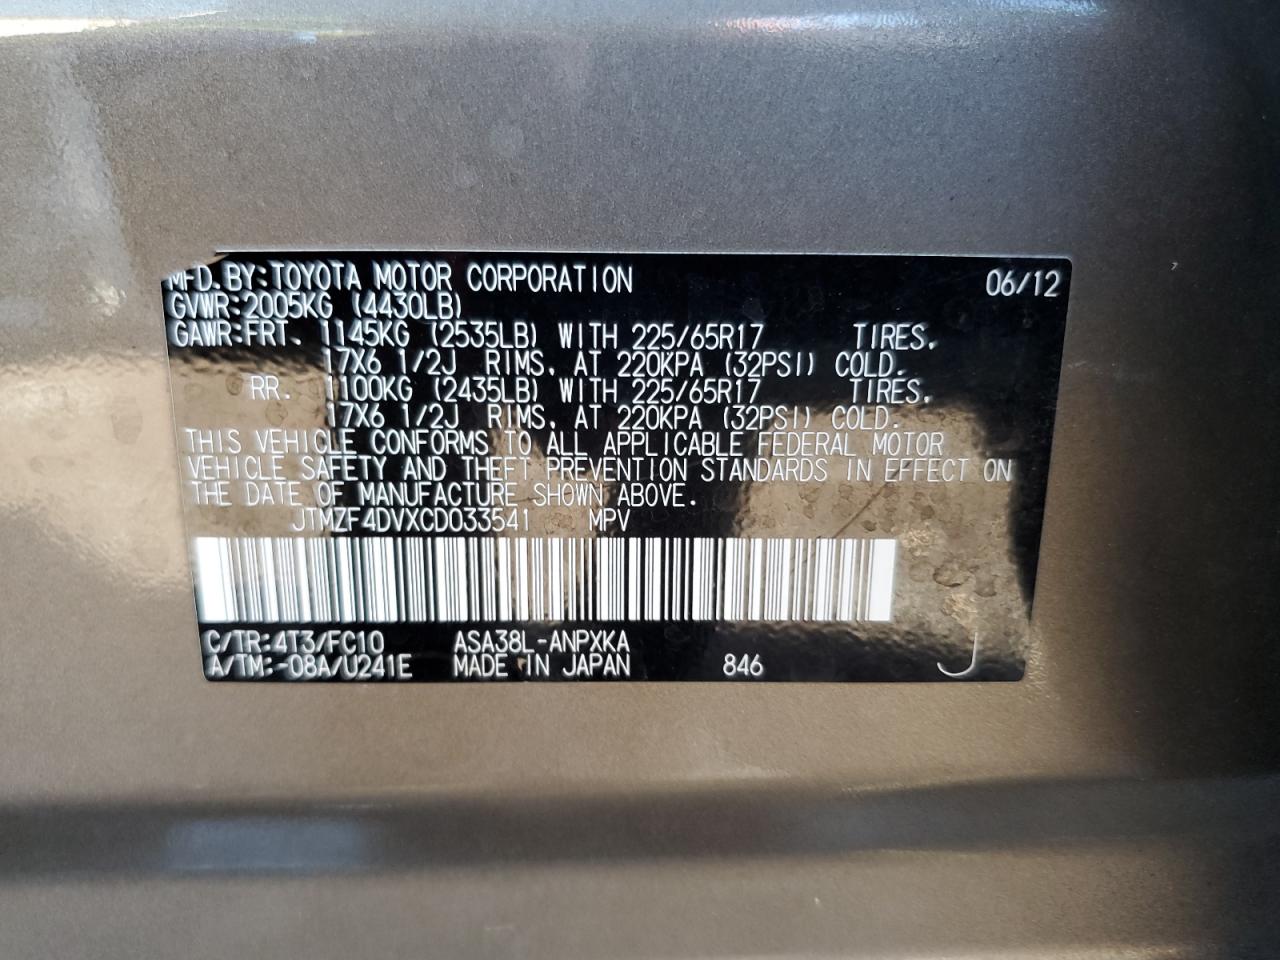 MFD. BY: TOYOTA MOTOR CORPORATION 06/12
GVWR: 2005KG (4430LB)
GAWR: FRT. 1145KG (2535LB) WITH 225/65R17 TIRES.
17X6 1/2J RIMS. AT 220KPA (32PSI) COLD.
RR. 1100KG (2435LB) WITH 225/65R17 TIRES.
17X6 1/2J RIMS. AT 220KPA (32PSI) COLD.
THIS VEHICLE CONFORMS TO ALL APPLICABLE FEDERAL MOTOR
VEHICLE SAFETY AND THEFT PREVENTION STANDARDS IN EFFECT ON
THE DATE OF MANUFACTURE SHOWN ABOVE.
JTMZF4DVXCD033541 MPV
C/TR: 4T3/FC10 ASA38L-ANPXKA
A/TM: -08A/U241E MADE IN JAPAN 846 J